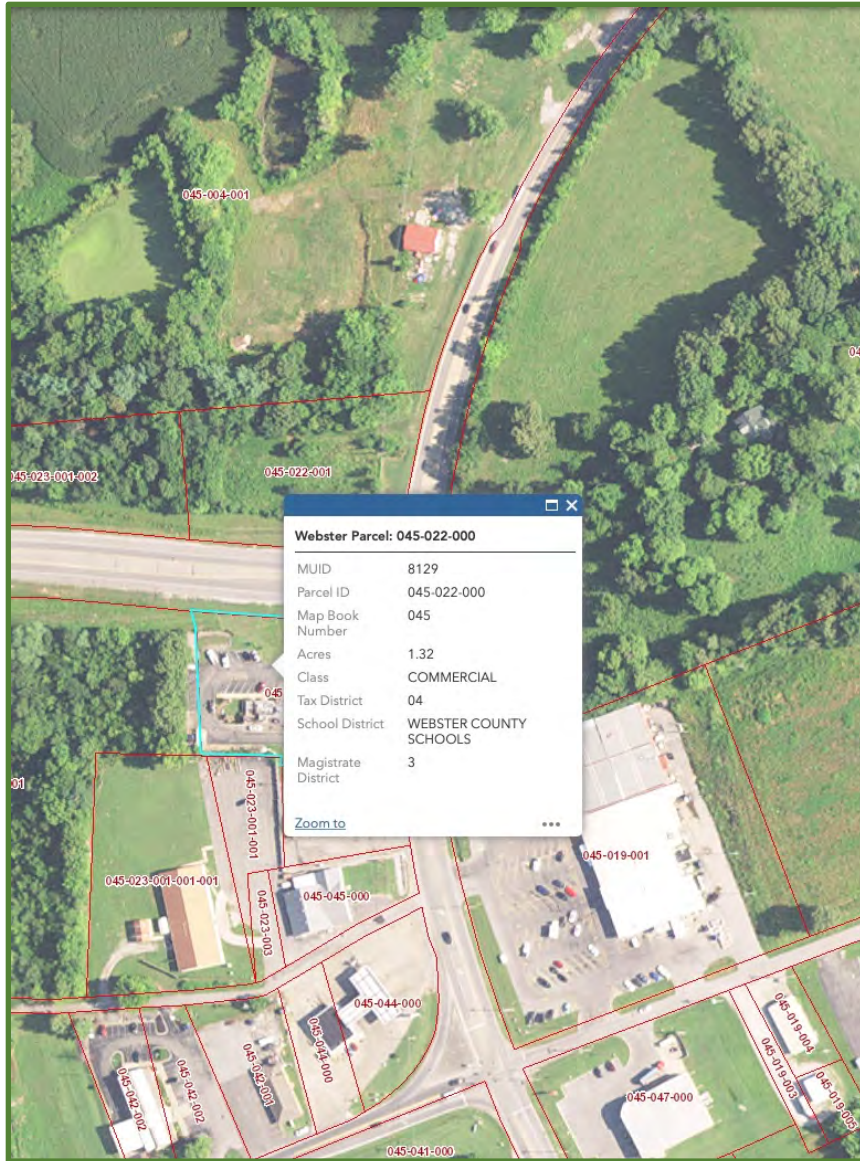 045-004-001
045-023-001-002
045-022-001
Webster Parcel: 045-022-000
MUID 8129
Parcel ID 045-022-000
Map Book
Number 045
Acres 1.32
Class COMMERCIAL
Tax District 04
School District WEBSTER COUNTY
SCHOOLS
Magistrate
District 3
Zoom to
045
01
045-023-001-001
045-019-001
045-023-001-001-001
045-045-000
045-023-003
045-044-000
045-044-000
045-019-004
045-042-001
045-042-002
045-042-002
045-019-003
045-047-000
045-019-005
045-041-000